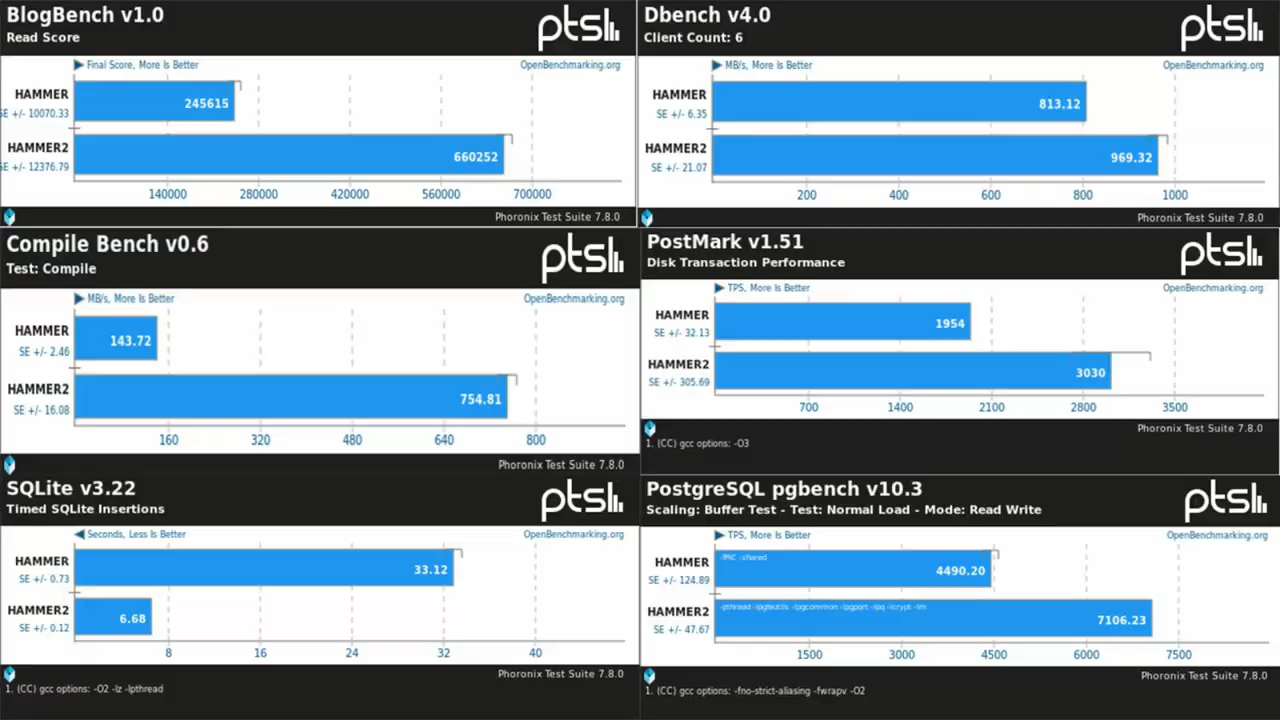 BlogBench v1.0
Read Score
ptsl
Final Score, More Is Better
OpenBenchmarking.org
HAMMER
SE +/- 10070.33
245615
HAMMER2
SE +/- 12376.79
660252
140000 280000 420000 560000 700000
Phoronix Test Suite 7.8.0
Dbench v4.0
Client Count: 6
ptsl
MB/s, More Is Better
OpenBenchmarking.org
HAMMER
SE +/- 6.35
813.12
HAMMER2
SE +/- 21.07
969.32
200 400 600 800 1000
Phoronix Test Suite 7.8.0
Compile Bench v0.6
Test: Compile
ptsl
MB/s, More Is Better
OpenBenchmarking.org
HAMMER
SE +/- 2.46
143.72
HAMMER2
SE +/- 16.08
754.81
160 320 480 640 800
Phoronix Test Suite 7.8.0
PostMark v1.51
Disk Transaction Performance
ptsl
TPS, More Is Better
OpenBenchmarking.org
HAMMER
SE +/- 32.13
1954
HAMMER2
SE +/- 305.69
3030
700 1400 2100 2800 3500
Phoronix Test Suite 7.8.0
1. (CC) gcc options: -O3
SQLite v3.22
Timed SQLite Insertions
ptsl
Seconds, Less Is Better
OpenBenchmarking.org
HAMMER
SE +/- 0.73
33.12
HAMMER2
SE +/- 0.12
6.68
8 16 24 32 40
Phoronix Test Suite 7.8.0
1. (CC) gcc options: -O2 -lz -lpthread
PostgreSQL pgbench v10.3
Scaling: Buffer Test - Test: Normal Load - Mode: Read Write
ptsl
TPS, More Is Better
OpenBenchmarking.org
HAMMER
SE +/- 124.89
-fPIC -shared
4490.20
HAMMER2
SE +/- 47.67
-pthread -lpgfeutils -lpgcommon -lpgport -lpq -lcrypt -lm
7106.23
1500 3000 4500 6000 7500
Phoronix Test Suite 7.8.0
1. (CC) gcc options: -fno-strict-aliasing -fwrapv -O2